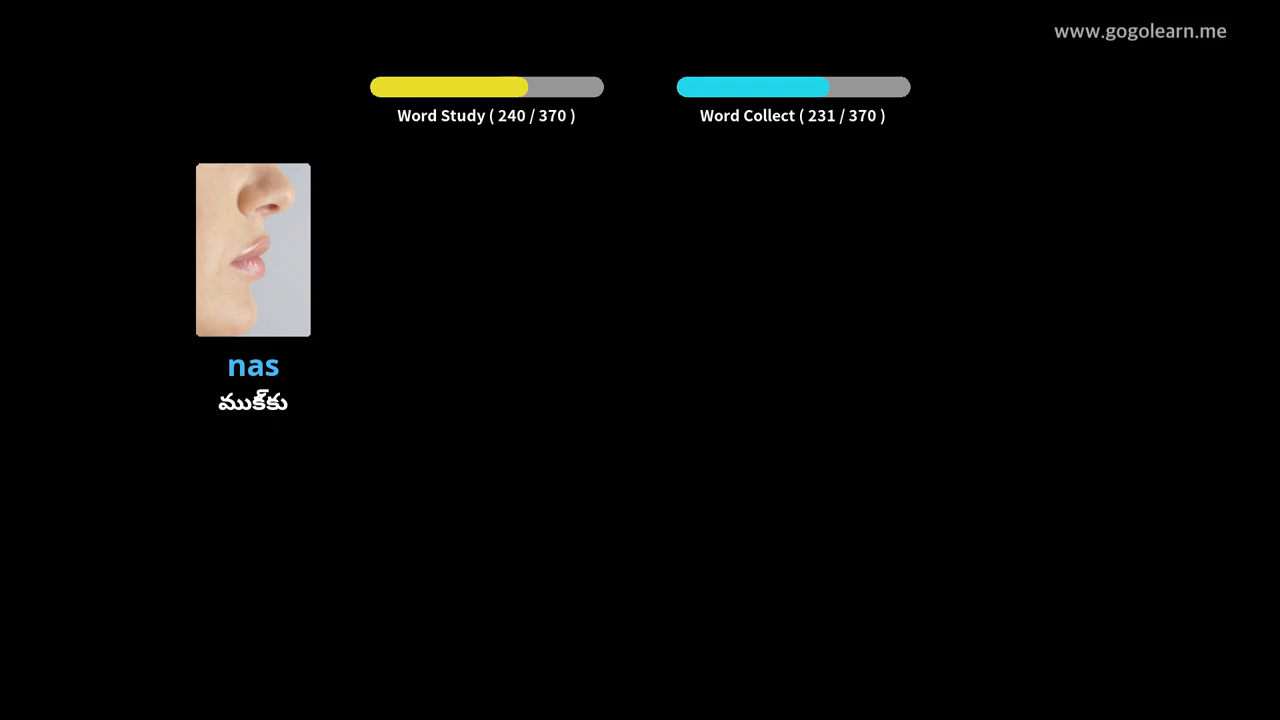 www.gogolearn.me
Word Study ( 240 / 370 )
Word Collect ( 231 / 370 )
nas
ముక్కు